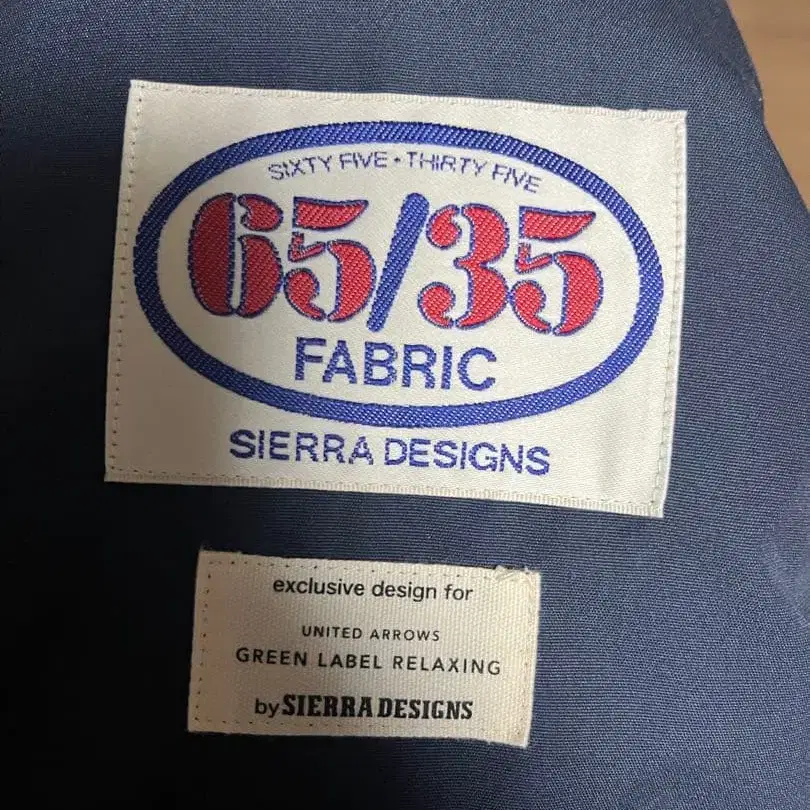 SIXTY FIVE • THIRTY FIVE
65/35
FABRIC
SIERRA DESIGNS
exclusive design for
UNITED ARROWS
GREEN LABEL RELAXING
by SIERRA DESIGNS